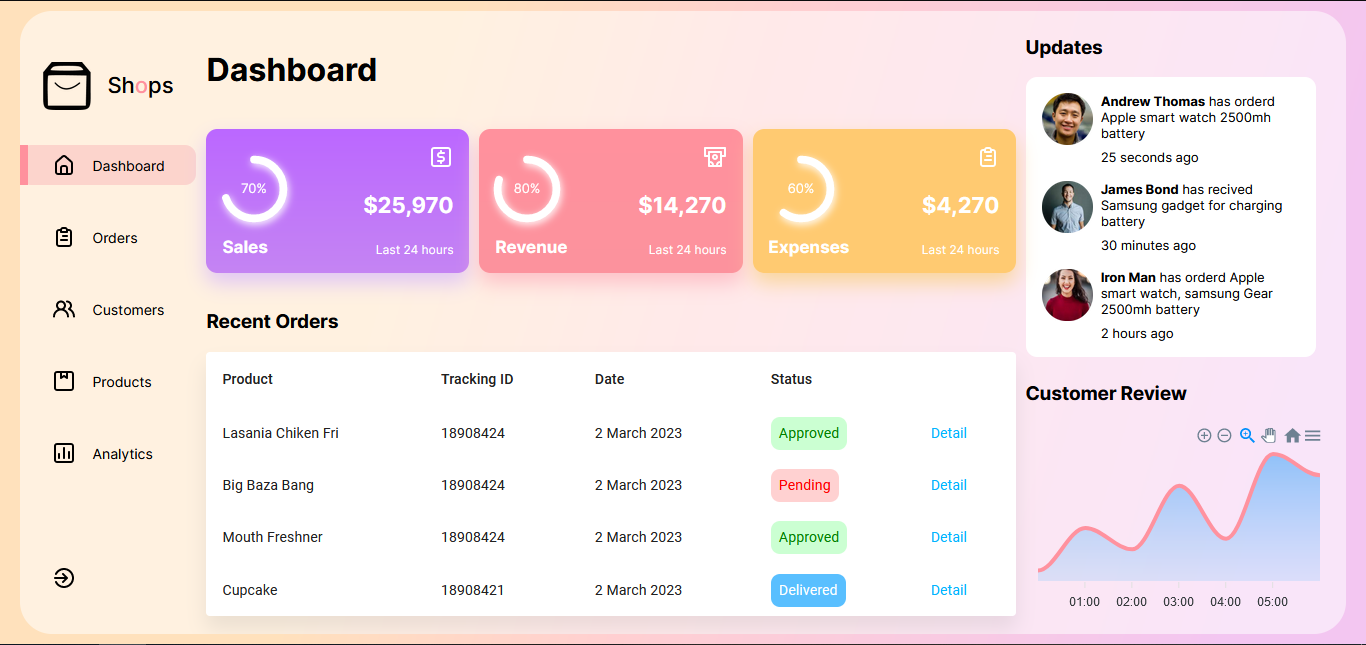 Shops
Dashboard
Orders
Customers
Products
Analytics
Dashboard
70%
$25,970
Sales
Last 24 hours
80%
$14,270
Revenue
Last 24 hours
60%
$4,270
Expenses
Last 24 hours
Recent Orders
Product Tracking ID Date Status
Lasania Chiken Fri 18908424 2 March 2023 Approved Detail
Big Baza Bang 18908424 2 March 2023 Pending Detail
Mouth Freshner 18908424 2 March 2023 Approved Detail
Cupcake 18908421 2 March 2023 Delivered Detail
Updates
Andrew Thomas has orderd
Apple smart watch 2500mh
battery
25 seconds ago
James Bond has recived
Samsung gadget for charging
battery
30 minutes ago
Iron Man has orderd Apple
smart watch, samsung Gear
2500mh battery
2 hours ago
Customer Review
01:00 02:00 03:00 04:00 05:00